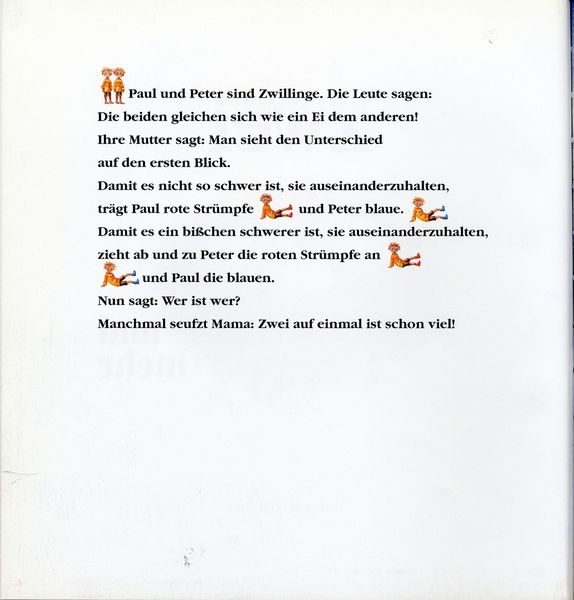 Paul und Peter sind Zwillinge. Die Leute sagen:
Die beiden gleichen sich wie ein Ei dem anderen!
Ihre Mutter sagt: Man sieht den Unterschied
auf den ersten Blick.
Damit es nicht so schwer ist, sie auseinanderzuhalten,
trägt Paul rote Strümpfe und Peter blaue.
Damit es ein bißchen schwerer ist, sie auseinanderzuhalten,
zieht ab und zu Peter die roten Strümpfe an
und Paul die blauen.
Nun sagt: Wer ist wer?
Manchmal seufzt Mama: Zwei auf einmal ist schon viel!
mehr